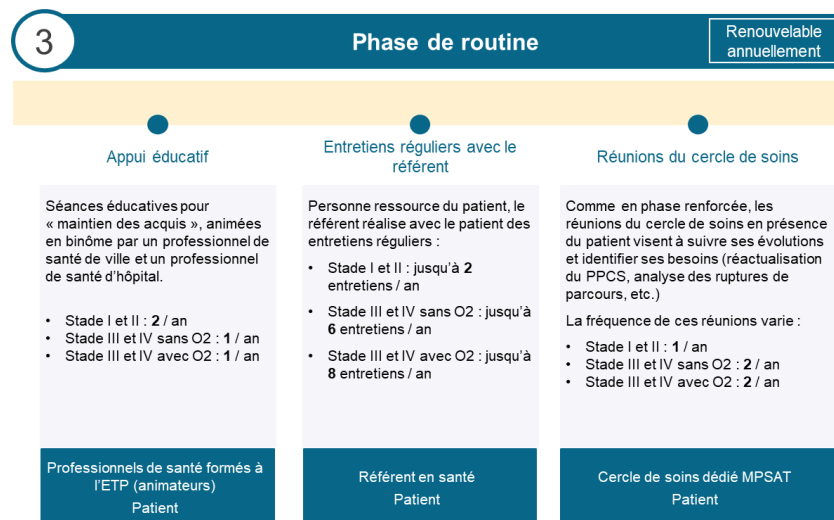 3
Phase de routine
Renouvelable
annuellement
Appui éducatif
Séances éducatives pour
« maintien des acquis », animées
en binôme par un professionnel de
santé de ville et un professionnel
de santé d'hôpital.
• Stade I et II : 2 / an
• Stade III et IV sans O2 : 1 / an
• Stade III et IV avec O2 : 1 / an
Professionnels de santé formés à
l'ETP (animateurs)
Patient
Entretiens réguliers avec le
référent
Personne ressource du patient, le
référent réalise avec le patient des
entretiens réguliers :
• Stade I et II : jusqu'à 2
entretiens / an
• Stade III et IV sans O2 : jusqu'à
6 entretiens / an
• Stade III et IV avec O2 : jusqu'à
8 entretiens / an
Référent en santé
Patient
Réunions du cercle de soins
Comme en phase renforcée, les
réunions du cercle de soins en présence
du patient visent à suivre ses évolutions
et identifier ses besoins (réactualisation
du PPCS, analyse des ruptures de
parcours, etc.)
La fréquence de ces réunions varie :
• Stade I et II : 1 / an
• Stade III et IV sans O2 : 2 / an
• Stade III et IV avec O2 : 2 / an
Cercle de soins dédié MPSAT
Patient